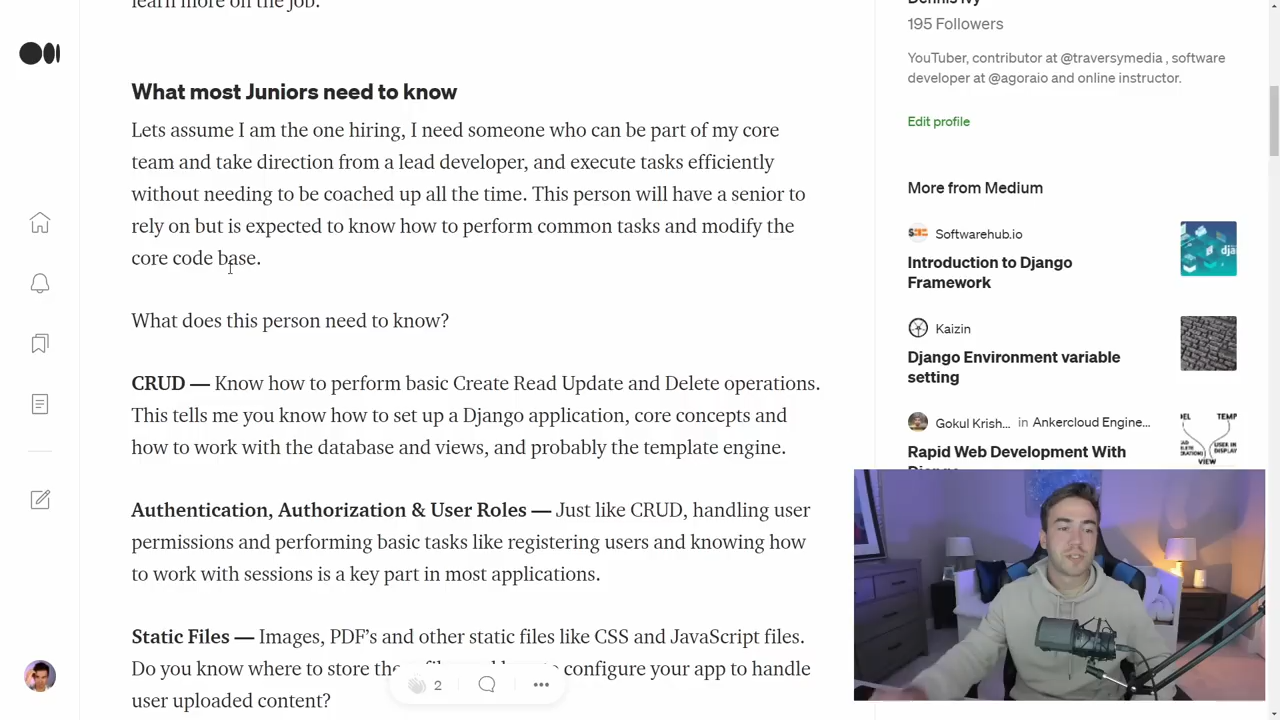 learn more on the job.
What most Juniors need to know
Lets assume I am the one hiring, I need someone who can be part of my core
team and take direction from a lead developer, and execute tasks efficiently
without needing to be coached up all the time. This person will have a senior to
rely on but is expected to know how to perform common tasks and modify the
core code base.
What does this person need to know?
CRUD — Know how to perform basic Create Read Update and Delete operations.
This tells me you know how to set up a Django application, core concepts and
how to work with the database and views, and probably the template engine.
Authentication, Authorization & User Roles — Just like CRUD, handling user
permissions and performing basic tasks like registering users and knowing how
to work with sessions is a key part in most applications.
Static Files — Images, PDF's and other static files like CSS and JavaScript files.
Do you know where to store configure your app to handle
user uploaded content?
2
Dennis Ivy
195 Followers
YouTuber, contributor at @traversymedia , software
developer at @agoraio and online instructor.
Edit profile
More from Medium
Softwarehub.io
Introduction to Django
Framework
Kaizin
Django Environment variable
setting
Gokul Krish... in Ankercloud Engine...
Rapid Web Development With